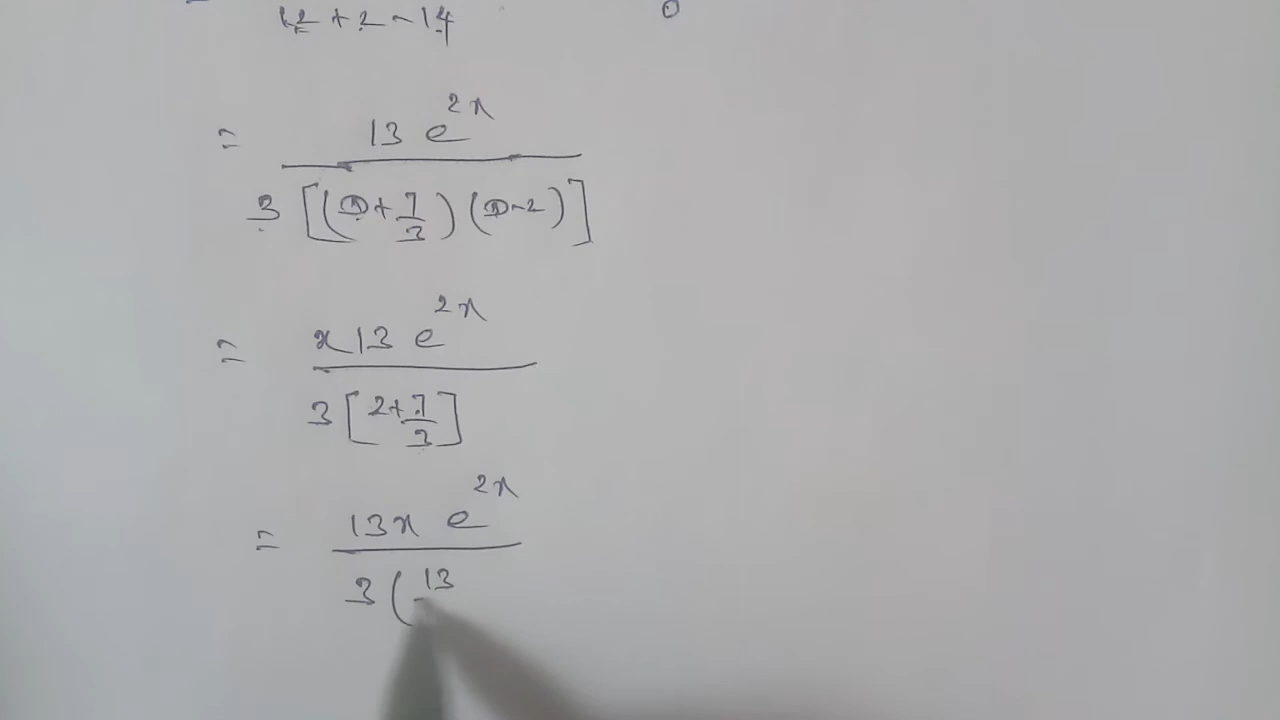 12 + 2 - 14 0
= 13 e^{2x} / 3 [(D + 7/3) (D - 2)]
= x 13 e^{2x} / 3 [2 + 7/3]
= 13x e^{2x} / 3 (13